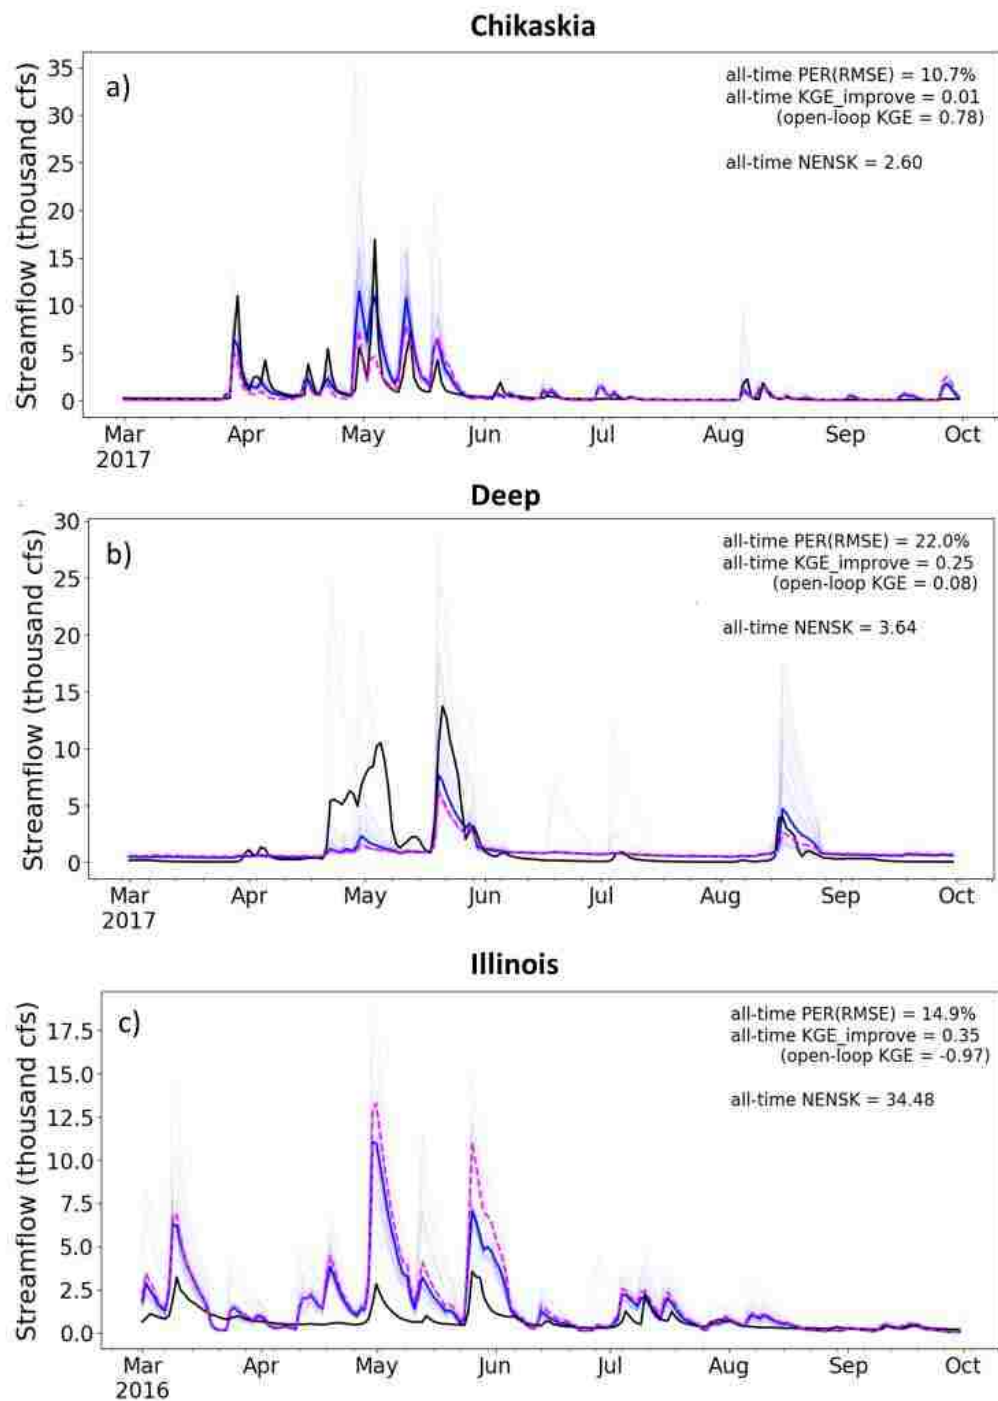 Chikaskia
a)
all-time PER(RMSE) = 10.7%
all-time KGE_improve = 0.01
(open-loop KGE = 0.78)
all-time NENSK = 2.60
Streamflow (thousand cfs)
35
30
25
20
15
10
5
0
Mar Apr May Jun Jul Aug Sep Oct
2017
Deep
b)
all-time PER(RMSE) = 22.0%
all-time KGE_improve = 0.25
(open-loop KGE = 0.08)
all-time NENSK = 3.64
Streamflow (thousand cfs)
30
25
20
15
10
5
0
Mar Apr May Jun Jul Aug Sep Oct
2017
Illinois
c)
all-time PER(RMSE) = 14.9%
all-time KGE_improve = 0.35
(open-loop KGE = -0.97)
all-time NENSK = 34.48
Streamflow (thousand cfs)
17.5
15.0
12.5
10.0
7.5
5.0
2.5
0.0
Mar Apr May Jun Jul Aug Sep Oct
2016